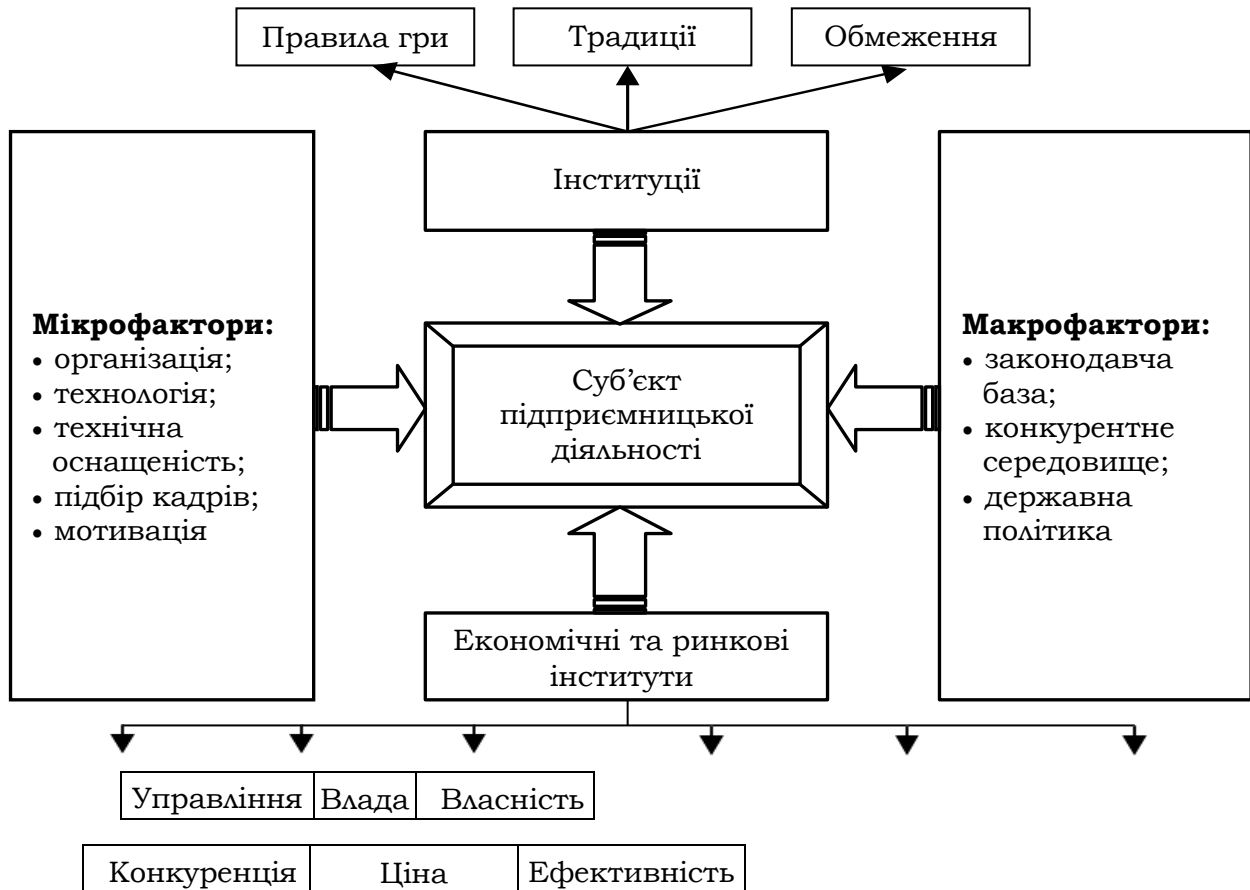 Правила гри
Традиції
Обмеження
Інституції
Мікрофактори:
• організація;
• технологія;
• технічна
оснащеність;
• підбір кадрів;
• мотивація
Суб’єкт
підприємницької
діяльності
Макрофактори:
• законодавча
база;
• конкурентне
середовище;
• державна
політика
Економічні та ринкові
інститути
Управління
Влада
Власність
Конкуренція
Ціна
Ефективність